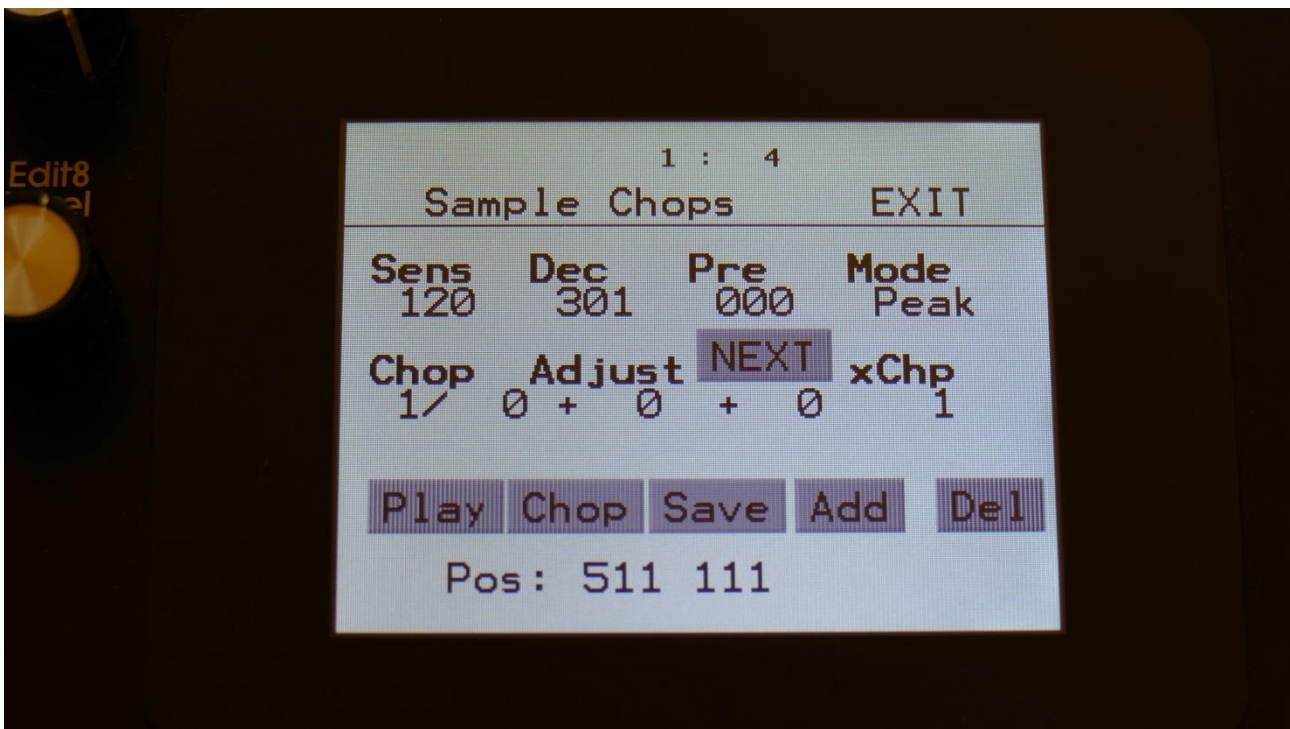 Edit8
1 : 4
Sample Chops EXIT
Sens Dec Pre Mode
120 301 000 Peak
Chop Adjust NEXT xChp
1/ 0 + 0 + 0 1
Play Chop Save Add Del
Pos: 511 111